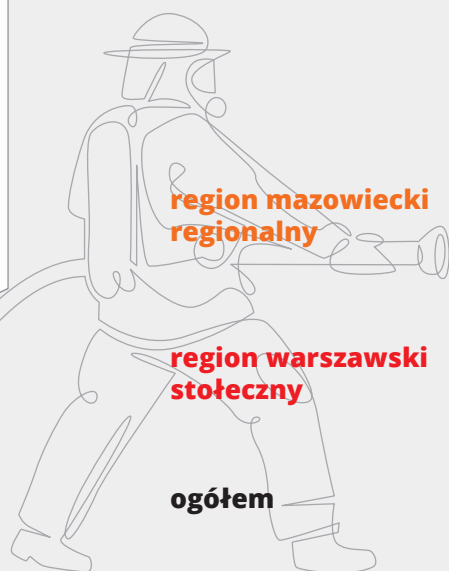 region mazowiecki
regionalny
region warszawski
stołeczny
ogółem